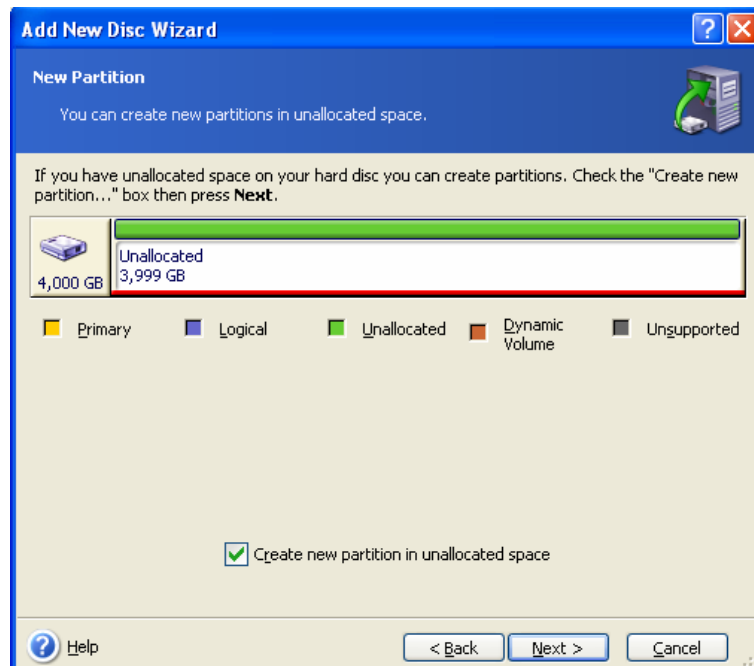 Add New Disc Wizard
New Partition
You can create new partitions in unallocated space.
If you have unallocated space on your hard disc you can create partitions. Check the "Create new
partition..." box then press Next.
Unallocated
4,000 GB 3,999 GB
Primary Logical Unallocated Dynamic Volume Unsupported
Create new partition in unallocated space
? Help < Back Next > Cancel